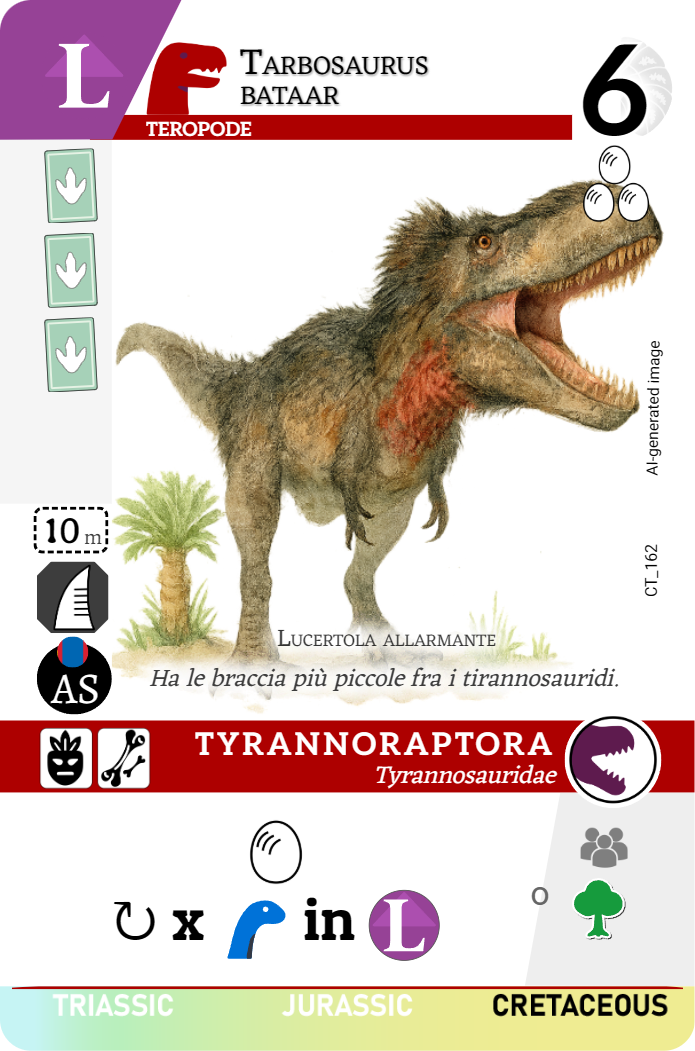 L
TARBOSAURUS
BATAAR
6
TEROPODE
AI-generated image
10 m
CT_162
AS
LUCERTOLA ALLARMANTE
Ha le braccia più piccole fra i tirannosauridi.
TYRANNORAPTORA
Tyrannosauridae
o
x in L
TRIASSIC JURASSIC CRETACEOUS